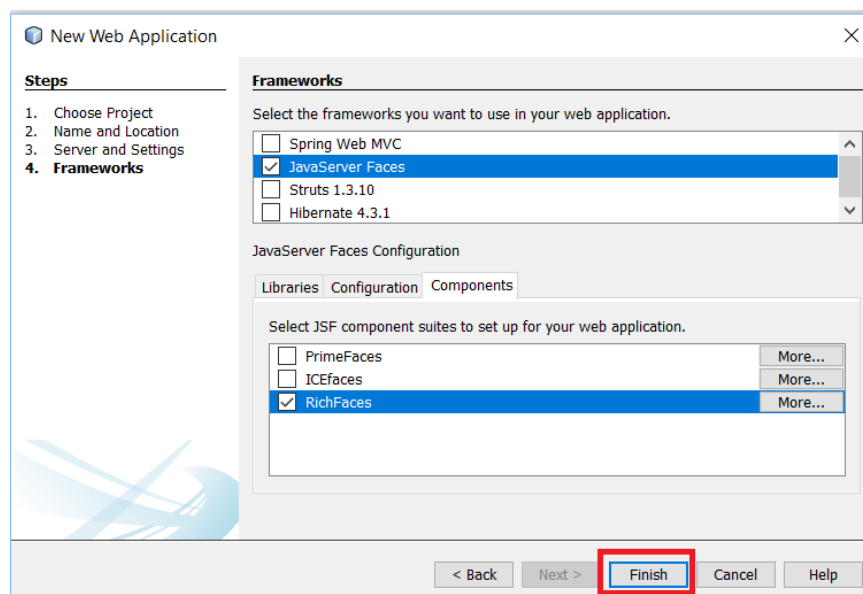 New Web Application
Steps
1. Choose Project
2. Name and Location
3. Server and Settings
4. Frameworks
Frameworks
Select the frameworks you want to use in your web application.
Spring Web MVC
JavaServer Faces
Struts 1.3.10
Hibernate 4.3.1
JavaServer Faces Configuration
Libraries Configuration Components
Select JSF component suites to set up for your web application.
PrimeFaces More...
ICEfaces More...
RichFaces More...
< Back Next > Finish Cancel Help